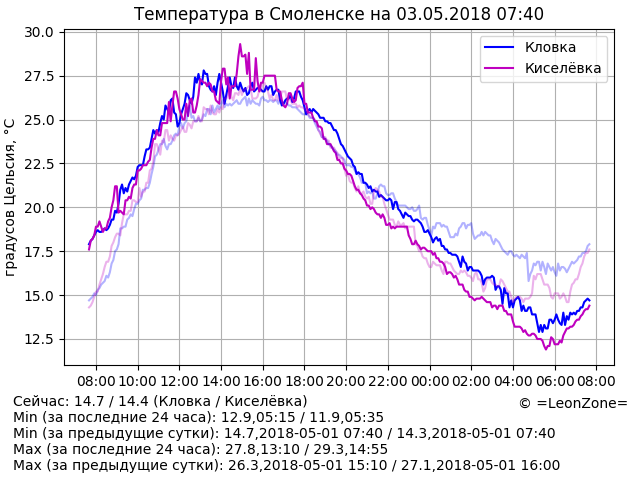 Температура в Смоленске на 03.05.2018 07:40
30.0
27.5
25.0
22.5
20.0
17.5
15.0
12.5
градусов Цельсия, °C
Кловка
Киселёвка
08:00 10:00 12:00 14:00 16:00 18:00 20:00 22:00 00:00 02:00 04:00 06:00 08:00
Сейчас: 14.7 / 14.4 (Кловка / Киселёвка)
© =LeonZone=
Min (за последние 24 часа): 12.9,05:15 / 11.9,05:35
Min (за предыдущие сутки): 14.7,2018-05-01 07:40 / 14.3,2018-05-01 07:40
Max (за последние 24 часа): 27.8,13:10 / 29.3,14:55
Max (за предыдущие сутки): 26.3,2018-05-01 15:10 / 27.1,2018-05-01 16:00